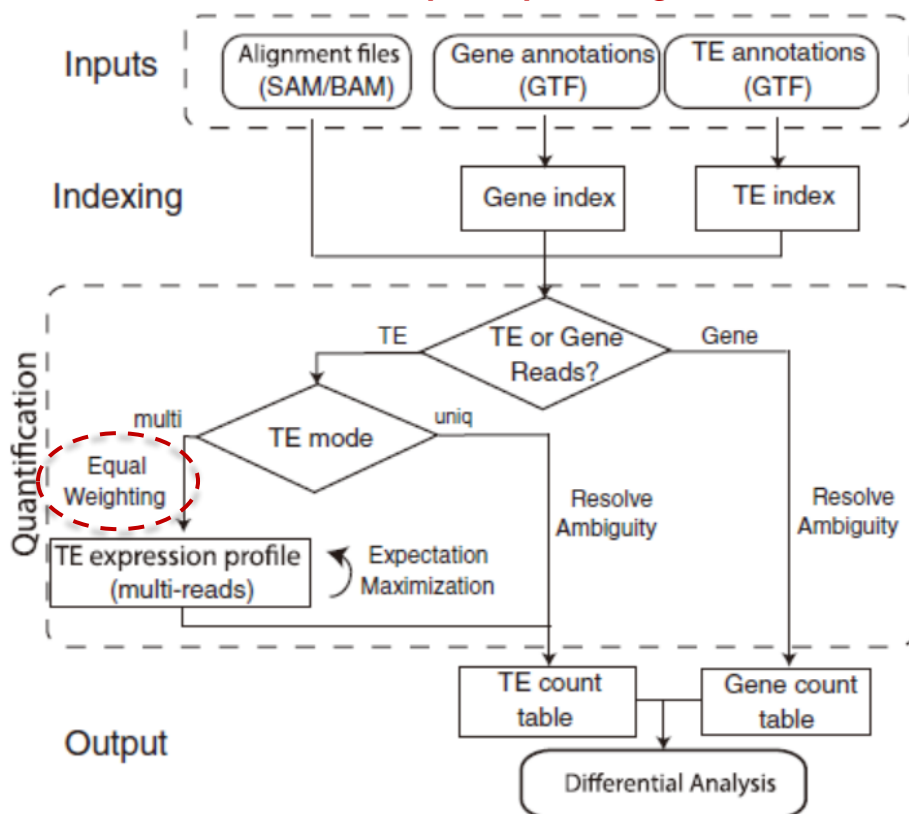 Inputs
Alignment files
(SAM/BAM)
Gene annotations
(GTF)
TE annotations
(GTF)
Indexing
Gene index
TE index
Quantification
TE or Gene
Reads?
TE
Gene
TE mode
multi
uniq
Equal
Weighting
TE expression profile
(multi-reads)
Expectation
Maximization
Resolve
Ambiguity
Resolve
Ambiguity
Output
TE count
table
Gene count
table
Differential Analysis